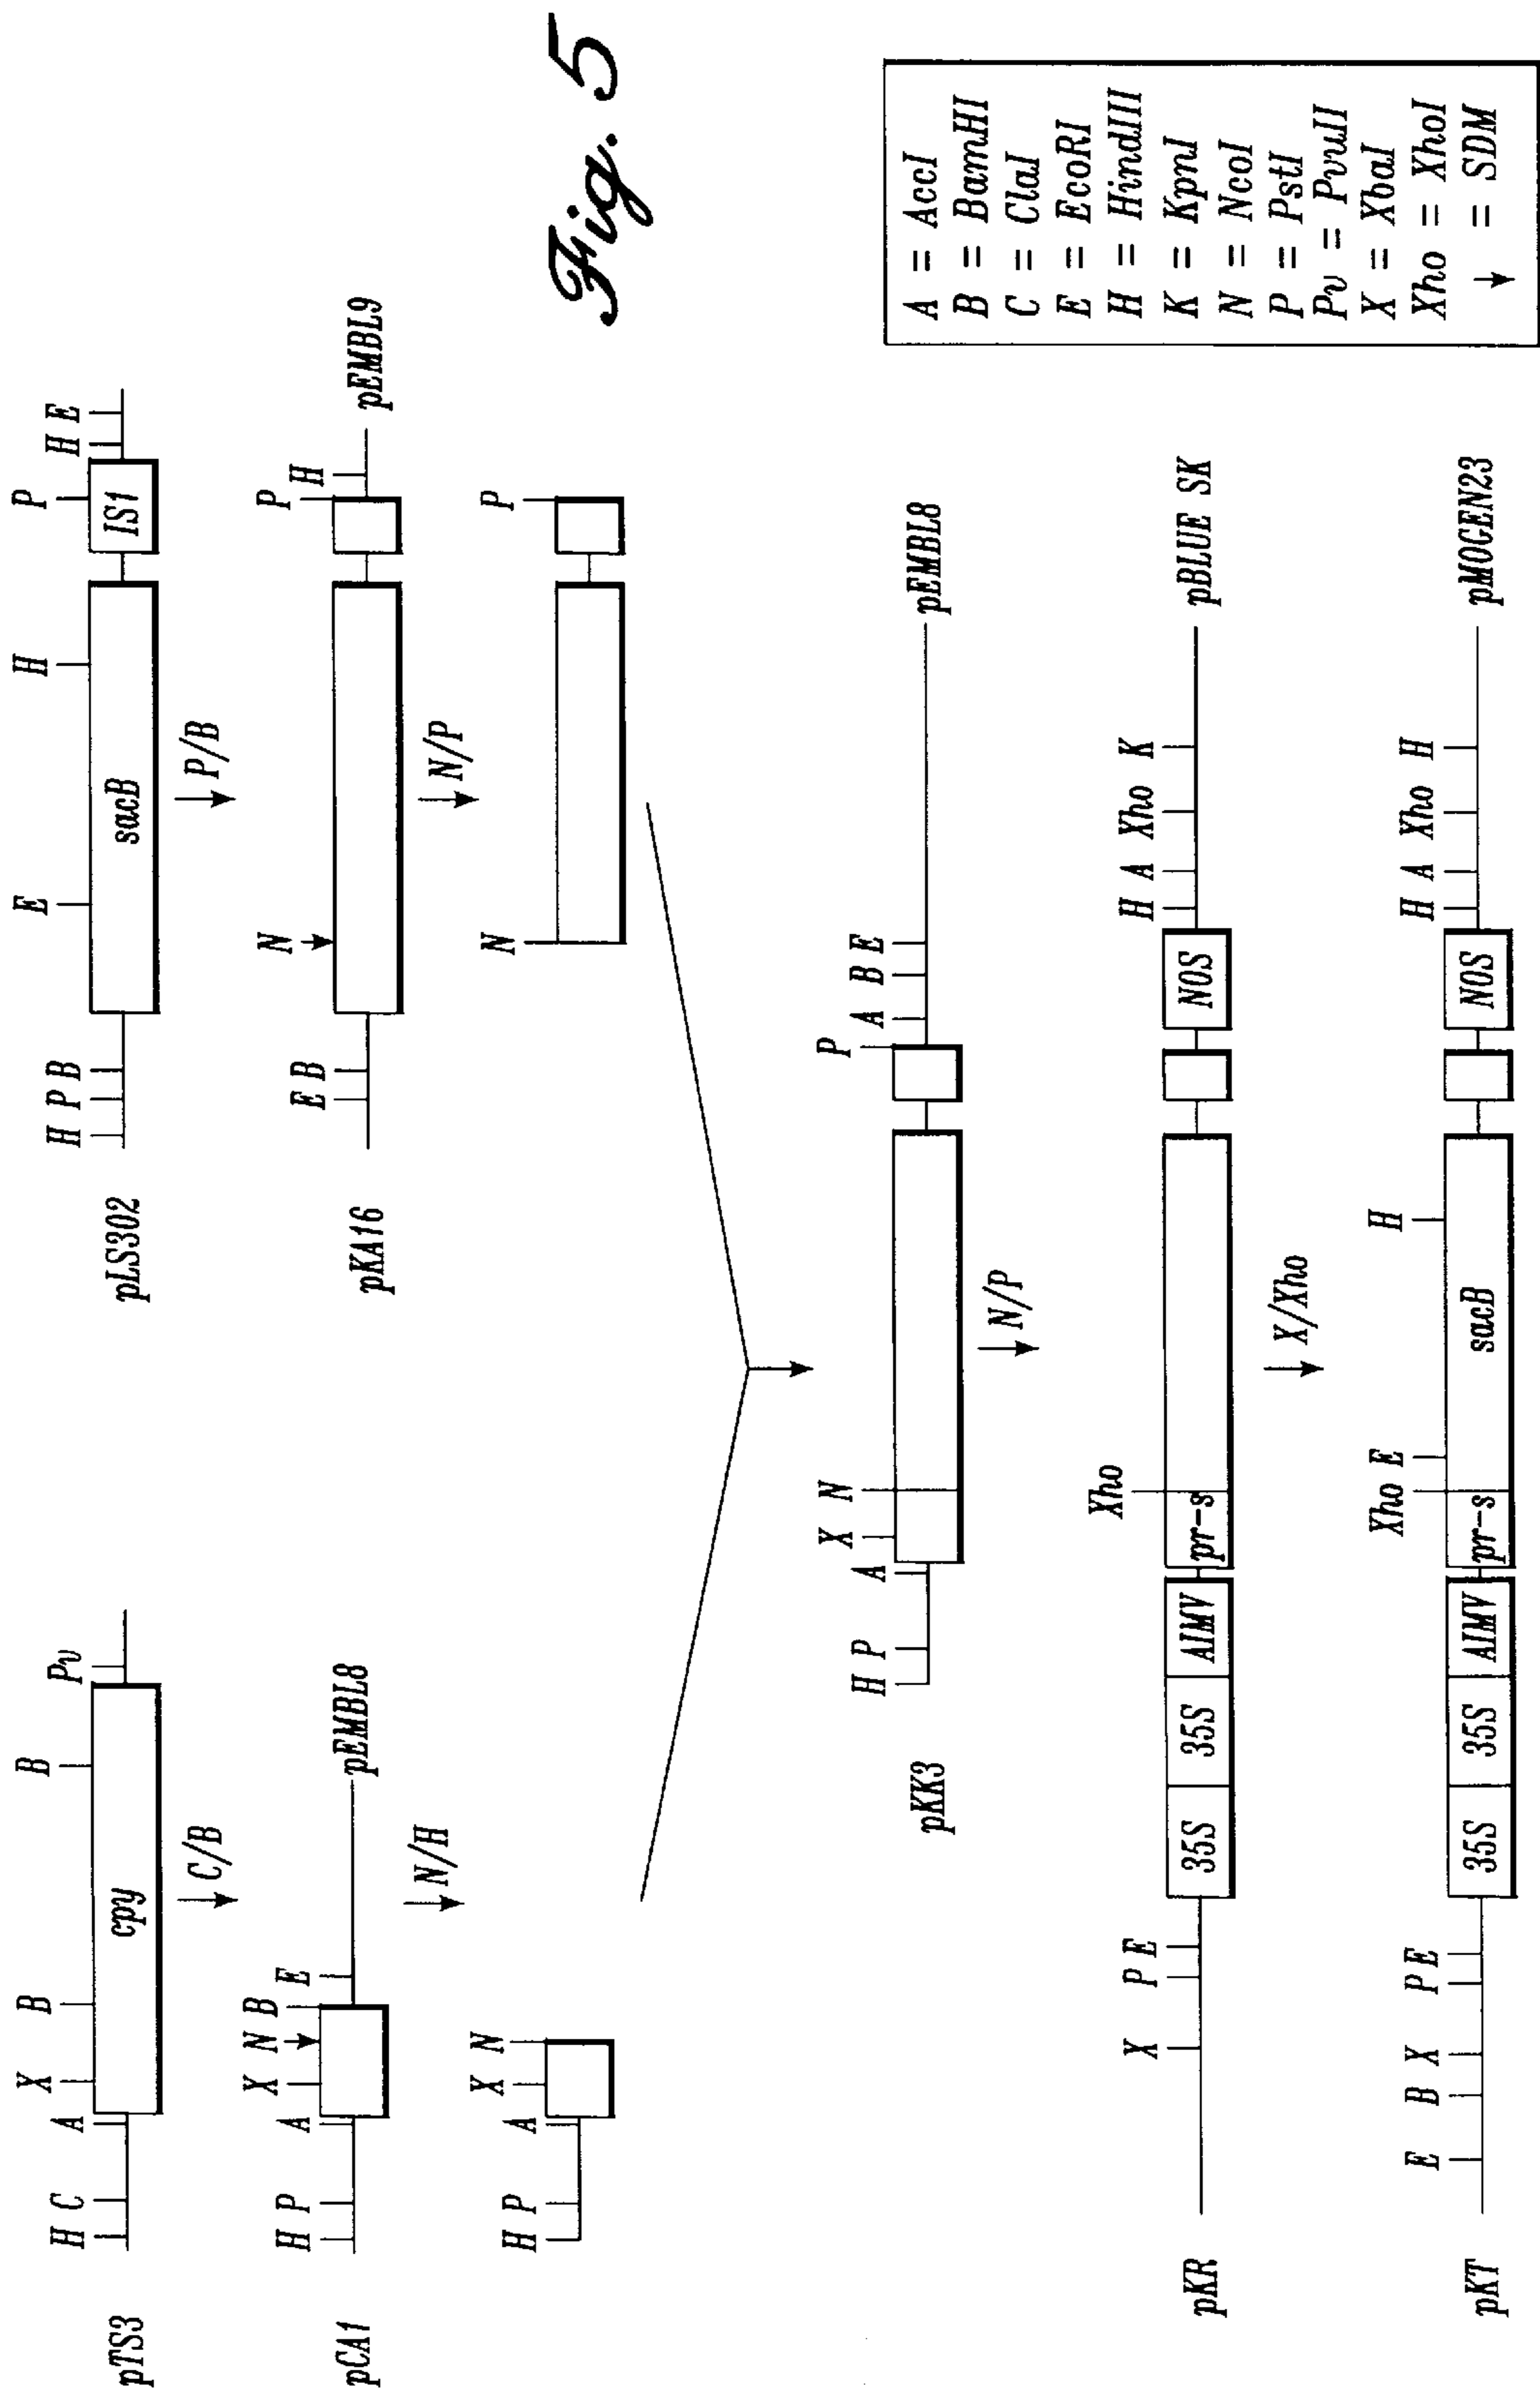 H C A X B B Pv
pTS3
cpy
C/B
H P A X N B E
pCA1
pEMBL8
N/H
H P A X N
H P B E H P H E
pLS302
sacB
IS1
P/B
E B N P H
pKA16
pEMBL9
N/P
N P
Fig. 5
H P A X N P A B E
pKK3
pEMBL8
N/P
X P E Xho H A Xho K
pKR
35S 35S AIMV pr-s NOS
pBLUE SK
X/Xho
E B X P E Xho E H H A Xho H
pKT
35S 35S AIMV pr-s sacB NOS
pMOGEN23
A = AccI
B = BamHI
C = ClaI
E = EcoRI
H = HindIII
K = KpnI
N = NcoI
P = PstI
Pv = PvuII
X = XbaI
Xho = XhoI
↓ = SDM